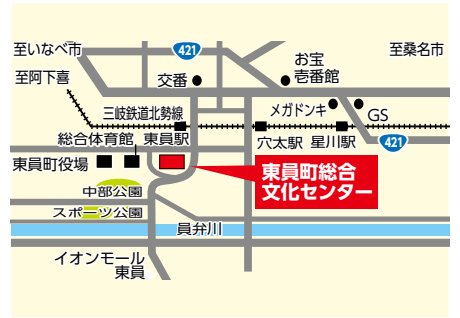 至いなべ市
421
お宝
壱番館
至桑名市
至阿下喜
交番
三岐鉄道北勢線
メガドンキ
GS
総合体育館
東員駅
穴太駅
星川駅
421
東員町役場
東員町総合
文化センター
中部公園
スポーツ公園
員弁川
イオンモール
東員